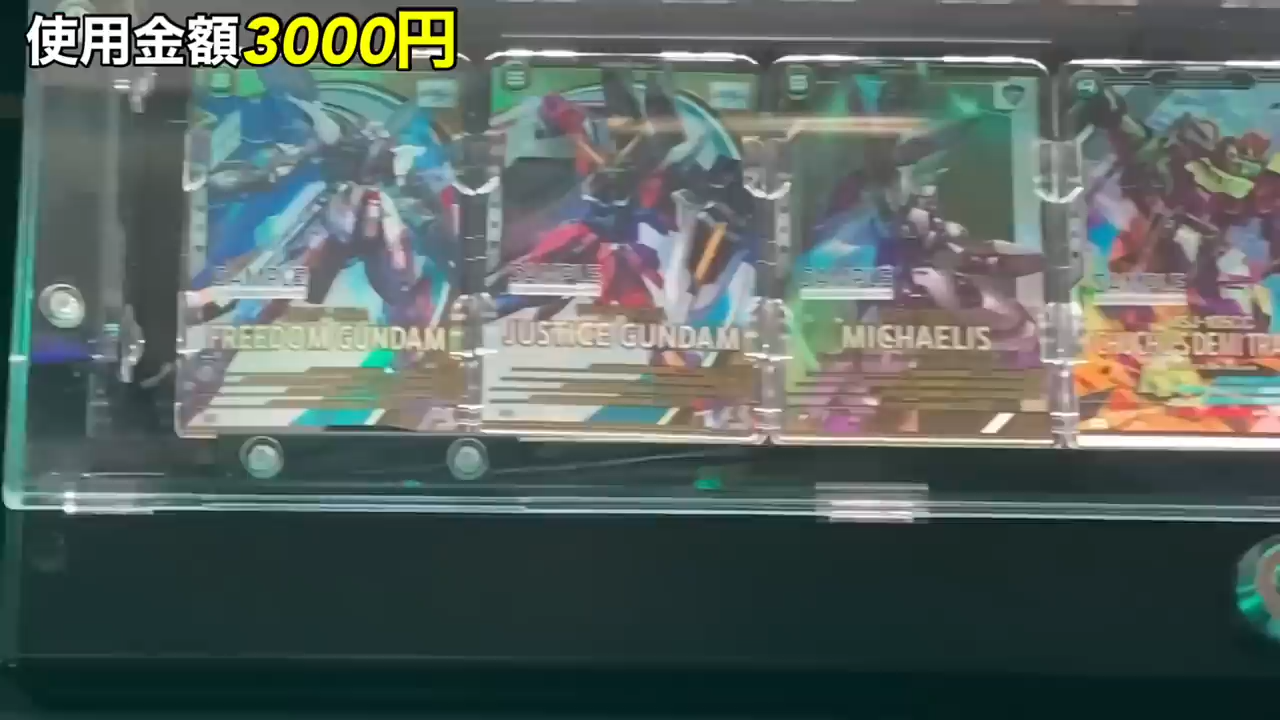 使用金額3000円
SAMPLE
SAMPLE
SAMPLE
SAMPLE
FREEDOM GUNDAM
JUSTICE GUNDAM
MICHAELIS